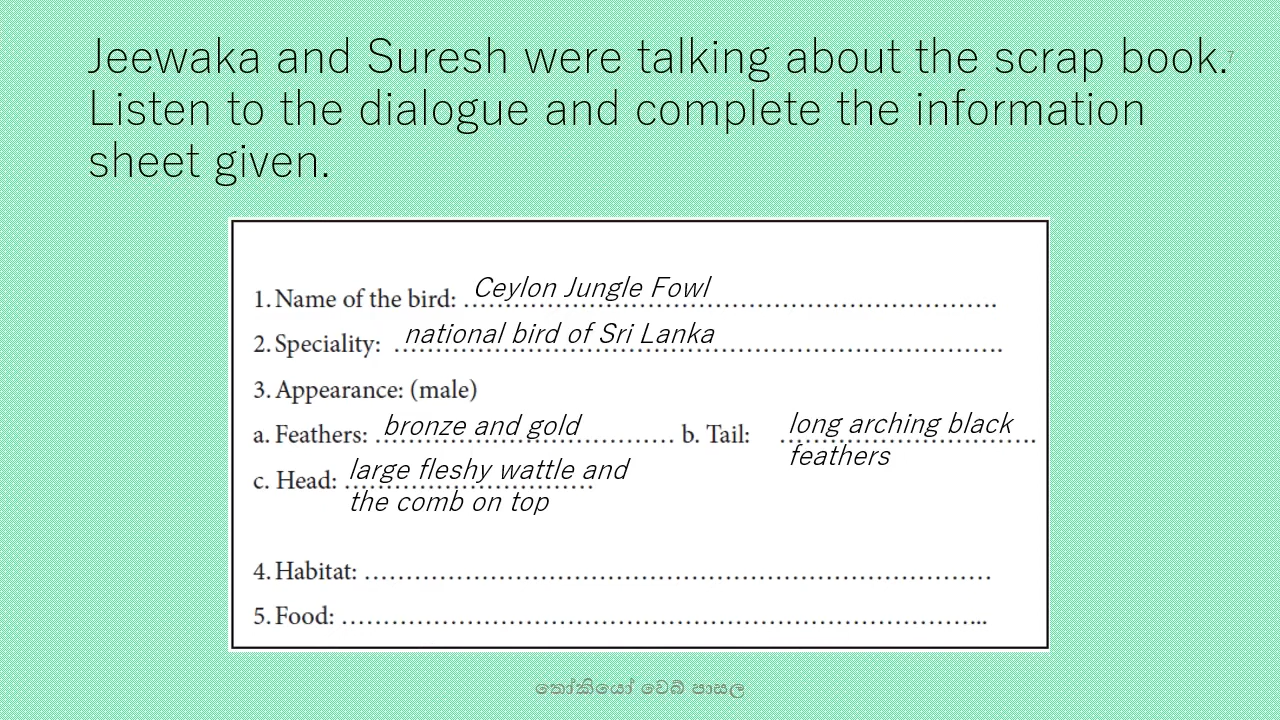 Jeewaka and Suresh were talking about the scrap book.
7
Listen to the dialogue and complete the information
sheet given.
1. Name of the bird: Ceylon Jungle Fowl ........................................................
2. Speciality: national bird of Sri Lanka ........................................................
3. Appearance: (male)
a. Feathers: bronze and gold ........................ b. Tail: long arching black ........................
feathers
c. Head: large fleshy wattle and ........................
the comb on top
4. Habitat: ........................................................................
5. Food: ...........................................................................
තෝකියෝ වෙබ් පාසල